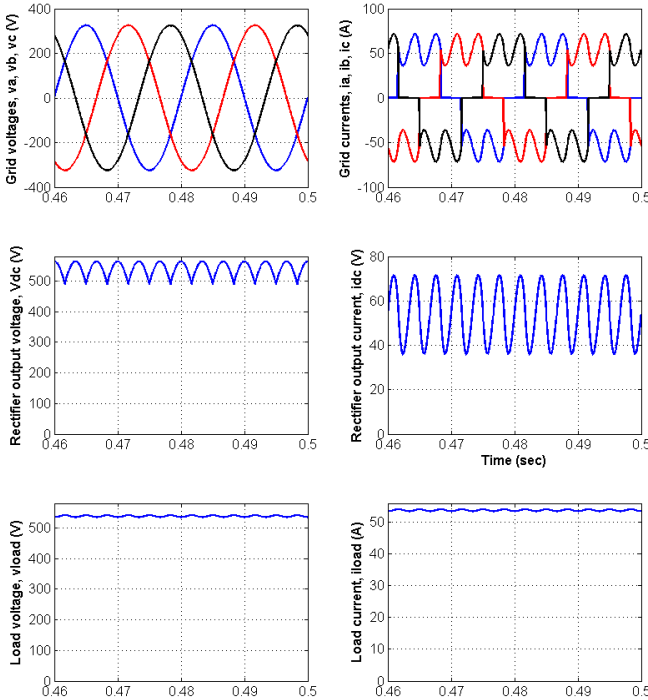 Grid voltages, va, vb, vc (V)
400
200
0
-200
-400
0.46 0.47 0.48 0.49 0.5
Grid currents, ia, ib, ic (A)
100
50
0
-50
-100
0.46 0.47 0.48 0.49 0.5
Rectifier output voltage, Vdc (V)
500
400
300
200
100
0
0.46 0.47 0.48 0.49 0.5
Rectifier output current, idc (V)
80
60
40
20
0
0.46 0.47 0.48 0.49 0.5
Time (sec)
Load voltage, vload (V)
500
400
300
200
100
0
0.46 0.47 0.48 0.49 0.5
Load current, iload (A)
50
40
30
20
10
0
0.46 0.47 0.48 0.49 0.5